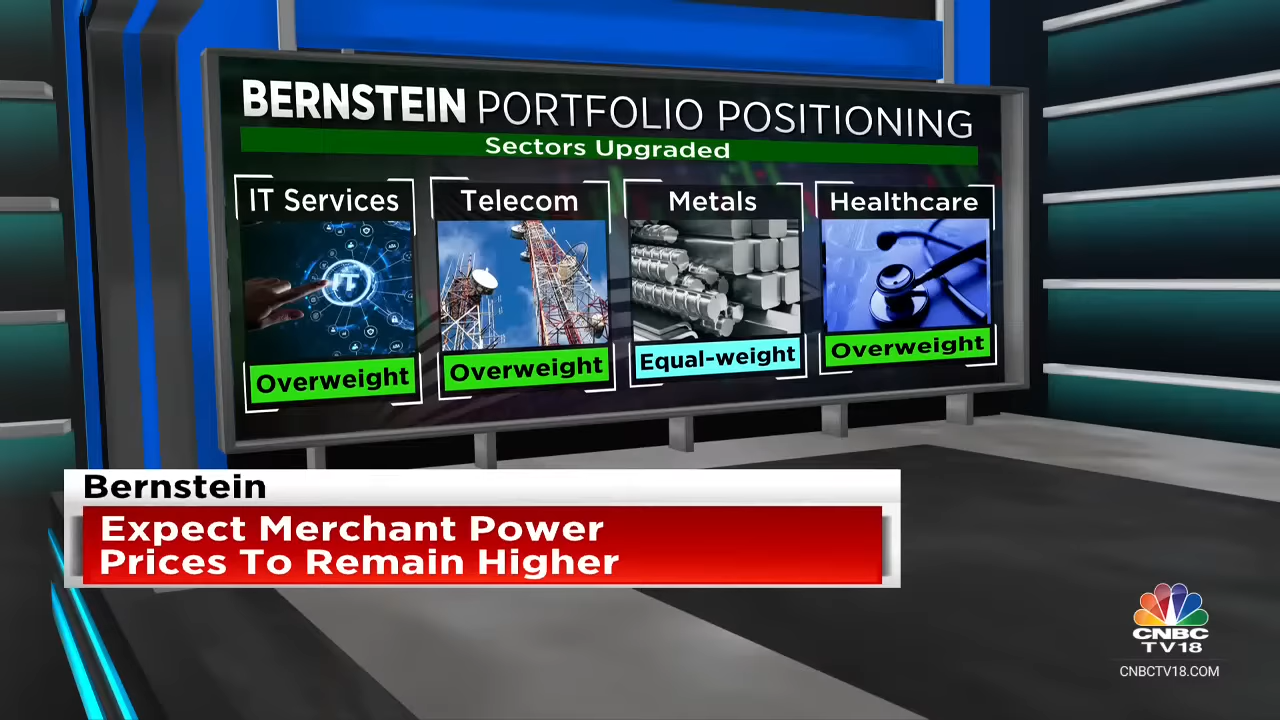 BERNSTEIN PORTFOLIO POSITIONING
Sectors Upgraded
IT Services
Telecom
Metals
Healthcare
IT
Overweight
Overweight
Equal-weight
Overweight
Bernstein
Expect Merchant Power
Prices To Remain Higher
CNBC
TV18
CNBCTV18.COM